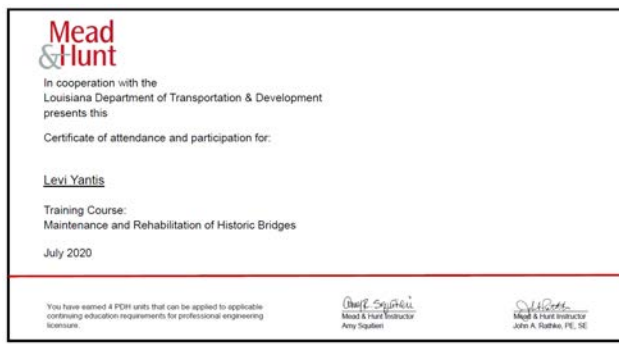 Mead
&Hunt
In cooperation with the
Louisiana Department of Transportation & Development
presents this
Certificate of attendance and participation for:
Levi Yantis
Training Course:
Maintenance and Rehabilitation of Historic Bridges
July 2020
You have earned 4 PDH units that can be applied to applicable
continuing education requirements for professional engineering
licensure.
Amy R. Squitieri
Mead & Hunt Instructor
Amy Squitieri
Mead & Hunt Instructor
John A. Rathke, PE, SE